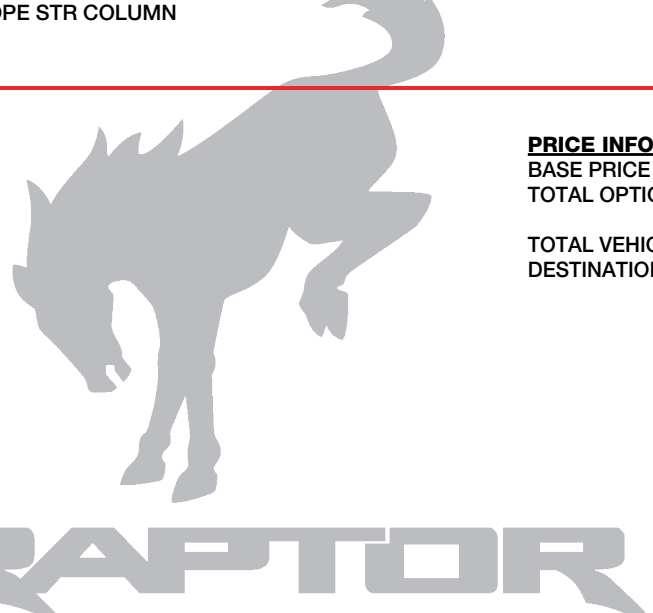 OPE STR COLUMN
PRICE INFO
BASE PRICE
TOTAL OPTIO
TOTAL VEHIC
DESTINATION
RAPTOR